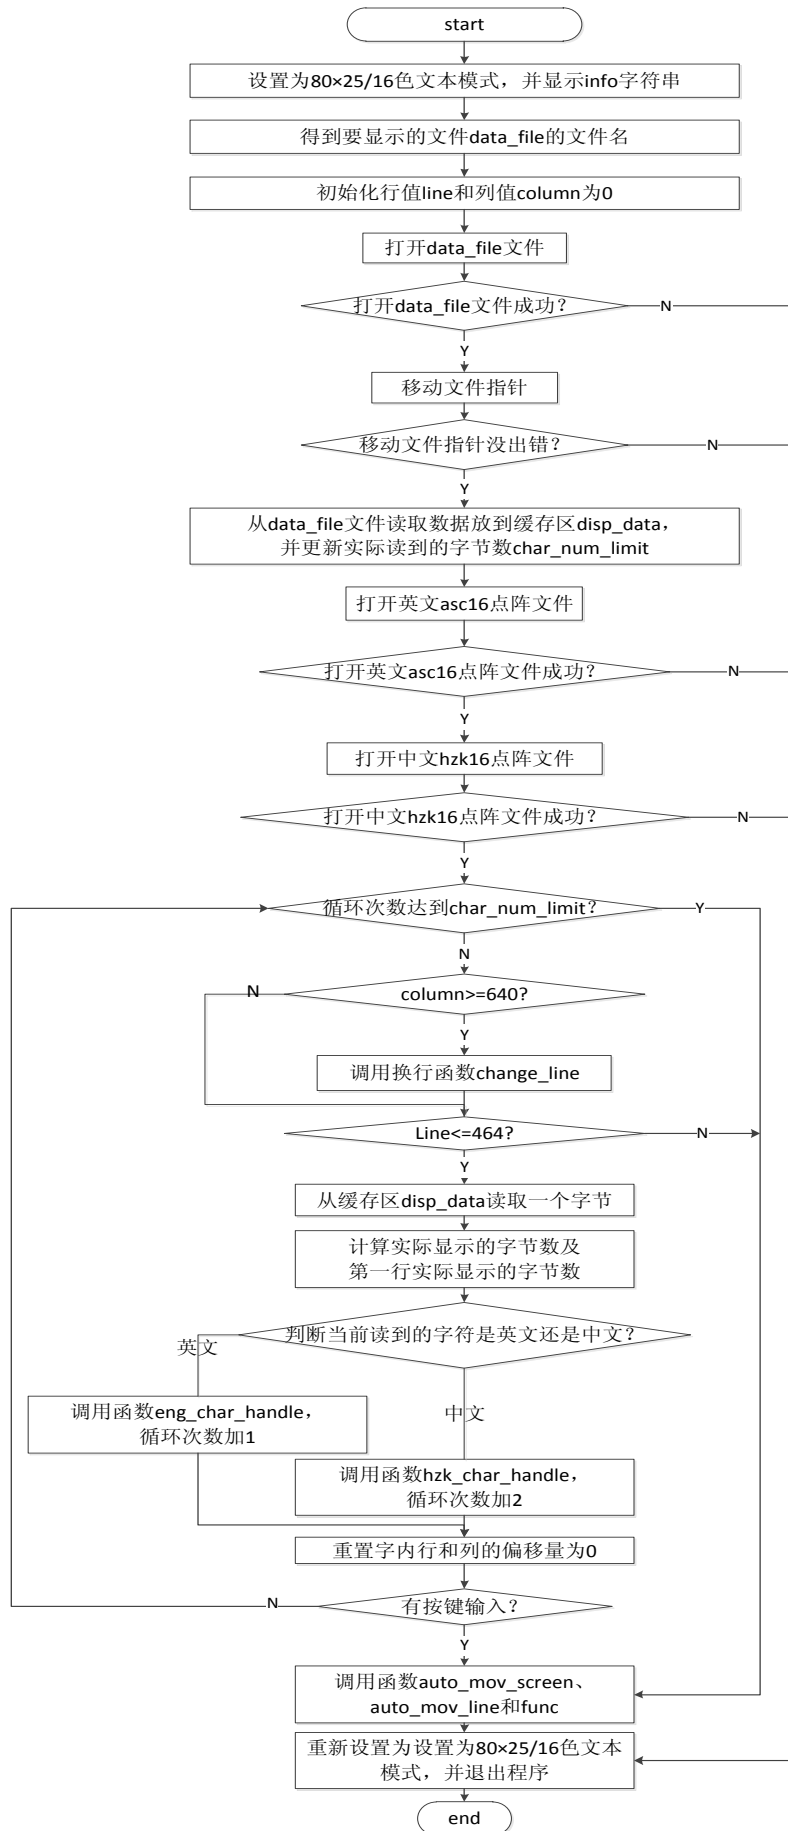 start
设置为80×25/16色文本模式，并显示info字符串
得到要显示的文件data_file的文件名
初始化行值line和列值column为0
打开data_file文件
打开data_file文件成功？
N
Y
移动文件指针
移动文件指针没出错？
N
Y
从data_file文件读取数据放到缓存区disp_data，
并更新实际读到的字节数char_num_limit
打开英文asc16点阵文件
打开英文asc16点阵文件成功？
N
Y
打开中文hzk16点阵文件
打开中文hzk16点阵文件成功？
N
Y
循环次数达到char_num_limit？
Y
N
column>=640?
N
Y
调用换行函数change_line
Line<=464?
N
Y
从缓存区disp_data读取一个字节
计算实际显示的字节数及
第一行实际显示的字节数
判断当前读到的字符是英文还是中文？
英文
中文
调用函数eng_char_handle，
循环次数加1
调用函数hzk_char_handle，
循环次数加2
重置字内行和列的偏移量为0
有按键输入？
N
Y
调用函数auto_mov_screen、
auto_mov_line和func
重新设置为设置为80×25/16色文本
模式，并退出程序
end